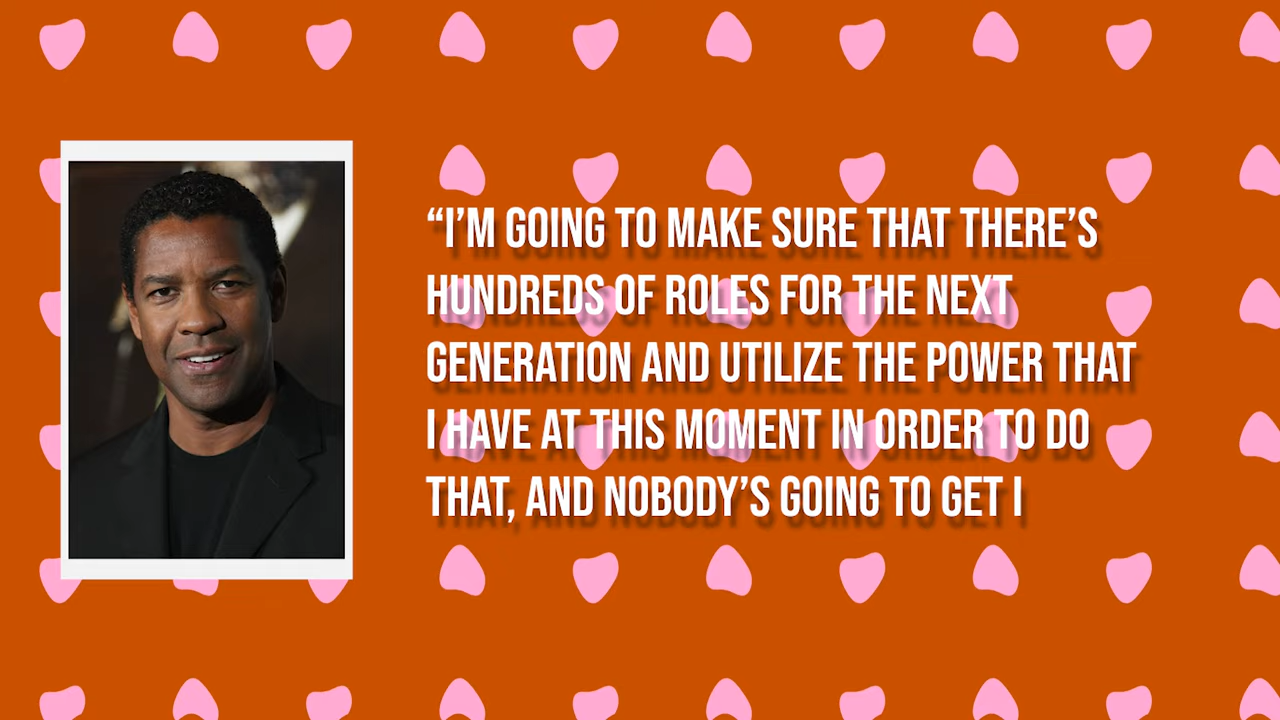 “I’M GOING TO MAKE SURE THAT THERE’S
HUNDREDS OF ROLES FOR THE NEXT
GENERATION AND UTILIZE THE POWER THAT
I HAVE AT THIS MOMENT IN ORDER TO DO
THAT, AND NOBODY’S GOING TO GET I